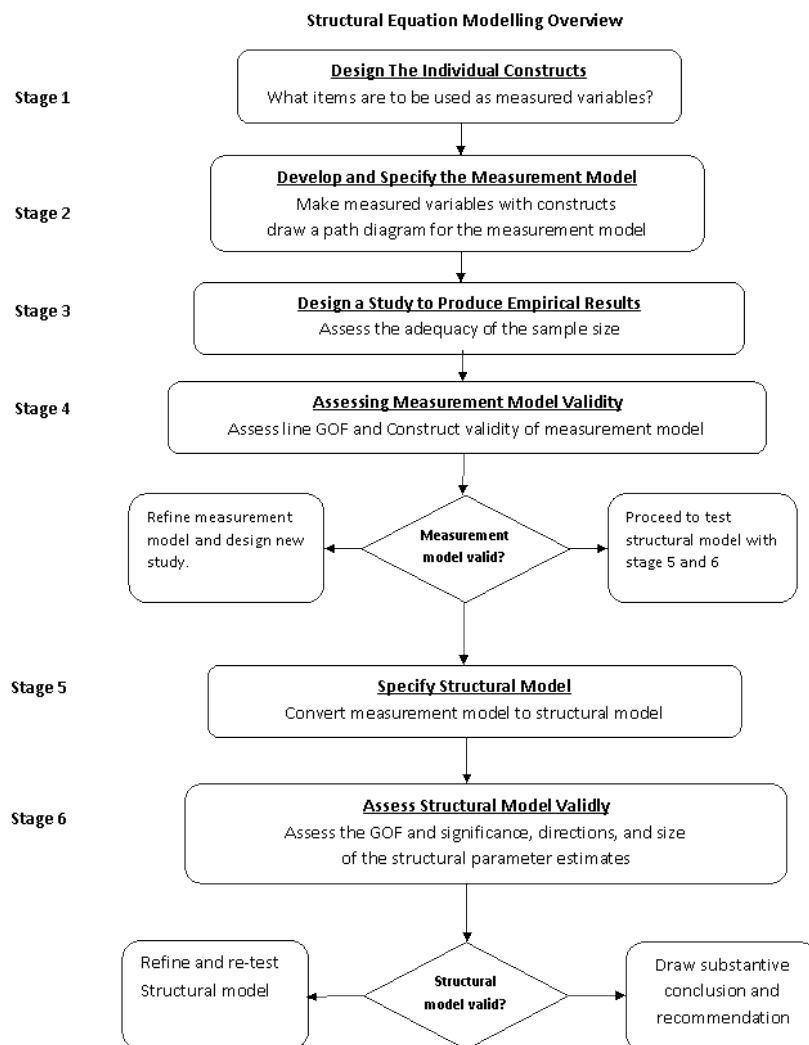 Structural Equation Modelling Overview
Stage 1
Design The Individual Constructs
What items are to be used as measured variables?
Stage 2
Develop and Specify the Measurement Model
Make measured variables with constructs
draw a path diagram for the measurement model
Stage 3
Design a Study to Produce Empirical Results
Assess the adequacy of the sample size
Stage 4
Assessing Measurement Model Validity
Assess line GOF and Construct validity of measurement model
Refine measurement
model and design new
study.
Measurement
model valid?
Proceed to test
structural model with
stage 5 and 6
Stage 5
Specify Structural Model
Convert measurement model to structural model
Stage 6
Assess Structural Model Validly
Assess the GOF and significance, directions, and size
of the structural parameter estimates
Refine and re-test
Structural model
Structural
model valid?
Draw substantive
conclusion and
recommendation